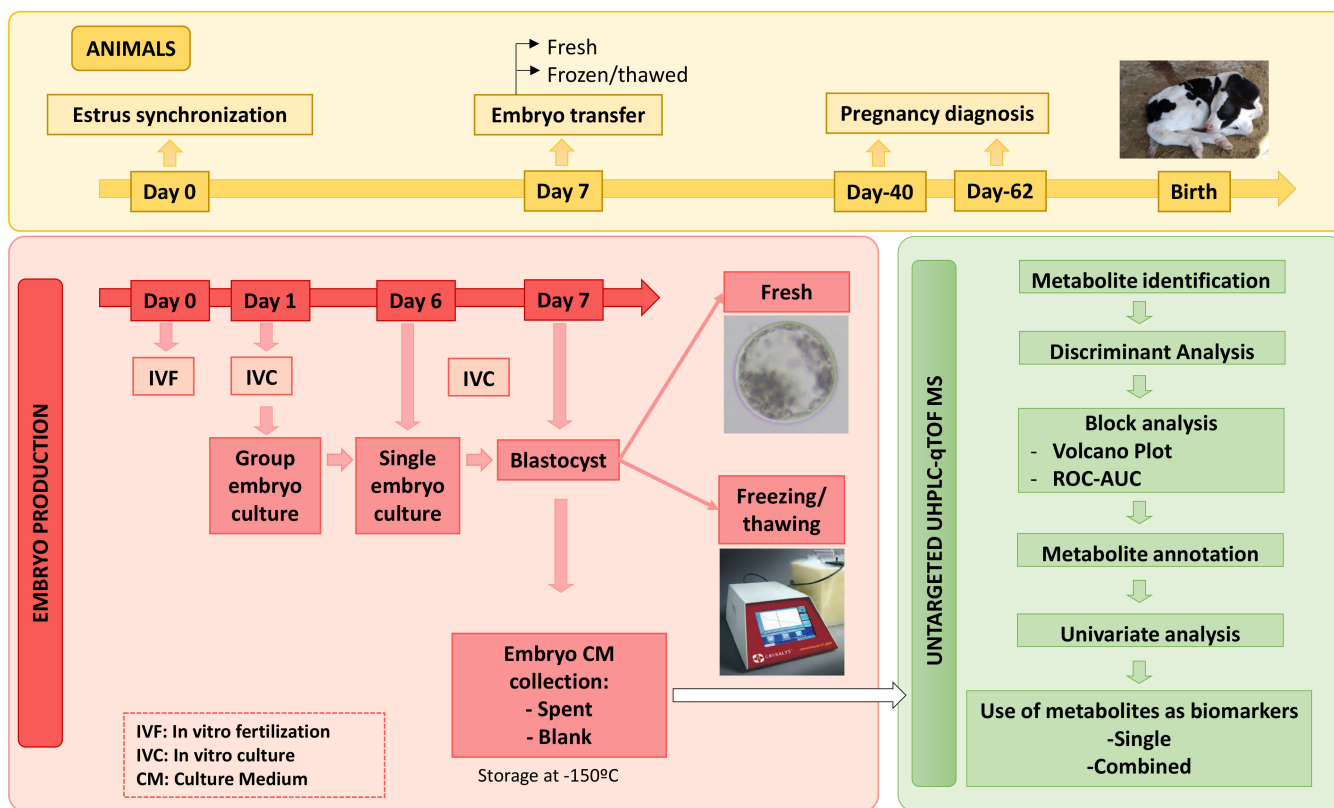 ANIMALS
Fresh
Frozen/thawed
Estrus synchronization
Embryo transfer
Pregnancy diagnosis
Day 0
Day 7
Day-40
Day-62
Birth
EMBRYO PRODUCTION
Day 0
Day 1
Day 6
Day 7
IVF
IVC
IVC
Group
embryo
culture
Single
embryo
culture
Blastocyst
Fresh
Freezing/
thawing
CRYSALYS
Embryo CM
collection:
- Spent
- Blank
Storage at -150ºC
IVF: In vitro fertilization
IVC: In vitro culture
CM: Culture Medium
UNTARGETED UHPLC-qTOF MS
Metabolite identification
Discriminant Analysis
Block analysis
- Volcano Plot
- ROC-AUC
Metabolite annotation
Univariate analysis
Use of metabolites as biomarkers
-Single
-Combined